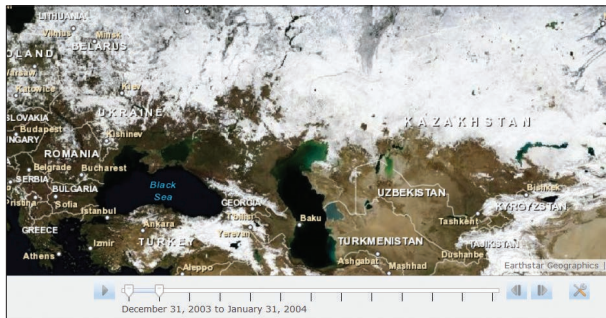 LITHUANIA
Vilnius
Minsk
BELARUS
OLAND
Warsaw
Katowice
Kiev
UKRAINE
KAZAKHSTAN
SLOVAKIA
Budapest
NGARY
Kishinev
ROMANIA
Belgrade
Bucharest
SERBIA
BULGARIA
Prisina
Sofia
Istanbul
Black
Sea
GEORGIA
Tbilisi
Baku
UZBEKISTAN
Bishkek
KYRGYZSTAN
Tashkent
GREECE
Ankara
Yerevan
Izmir
TURKEY
TURKMENISTAN
TAJIKISTAN
Dushanbe
Ashgabat
Mashhad
Athens
Aleppo
Earthstar Geographics |
December 31, 2003 to January 31, 2004